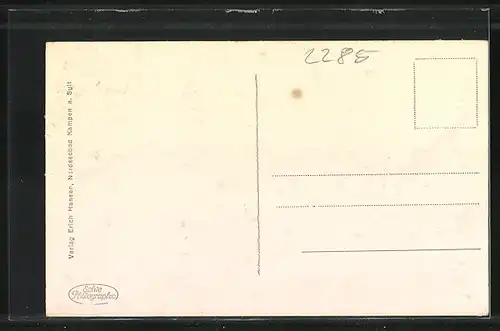 2285
Verlag Erich Hansen, Nordseebad Kampen a. Sylt
Echte
Photographie